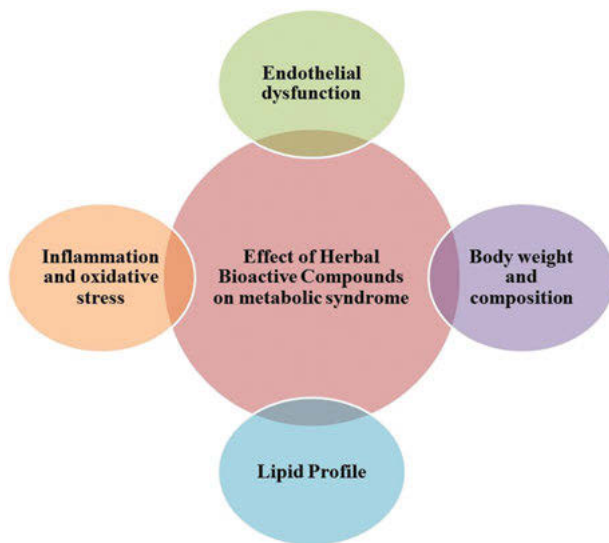 Endothelial
dysfunction
Inflammation
and oxidative
stress
Effect of Herbal
Bioactive Compounds
on metabolic syndrome
Body weight
and
composition
Lipid Profile